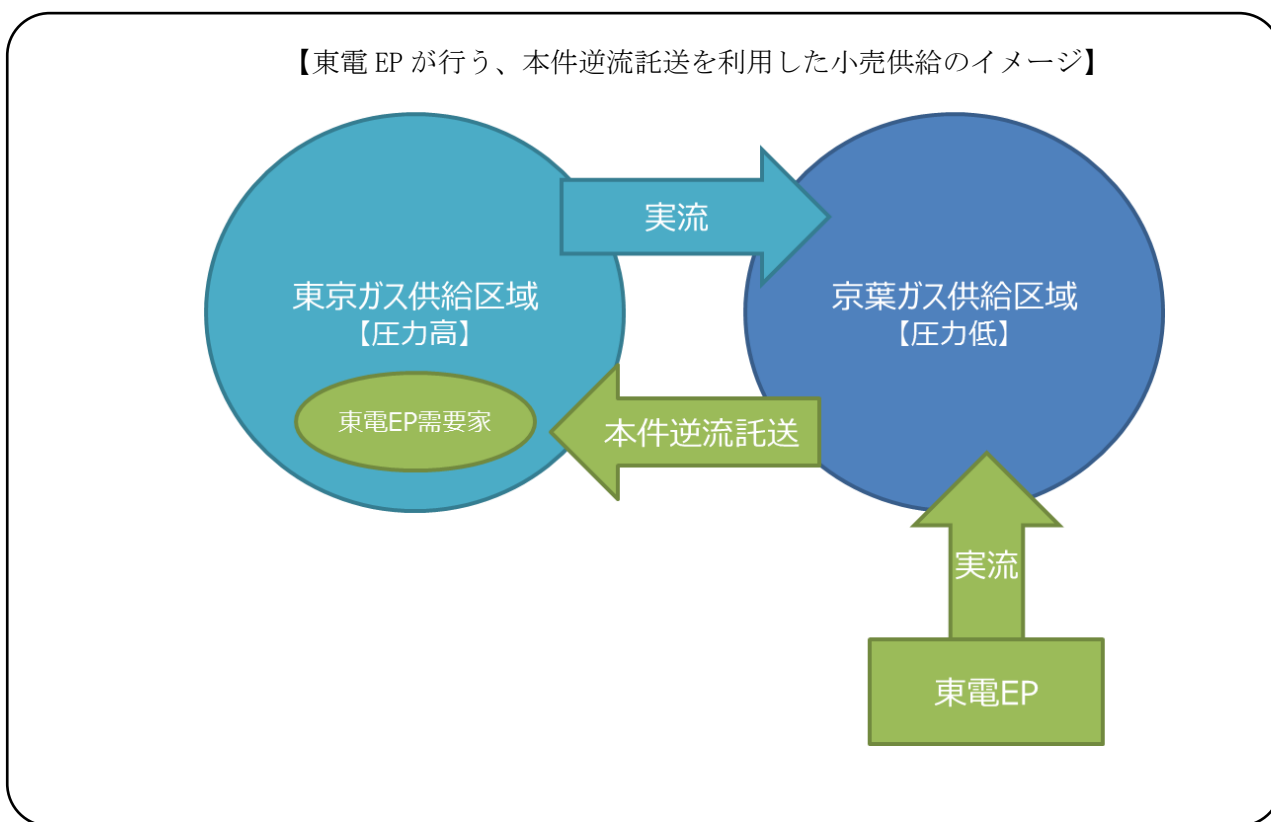 【東電 EP が行う、本件逆流託送を利用した小売供給のイメージ】
実流
東京ガス供給区域
【圧力高】
京葉ガス供給区域
【圧力低】
東電EP需要家
本件逆流託送
実流
東電EP